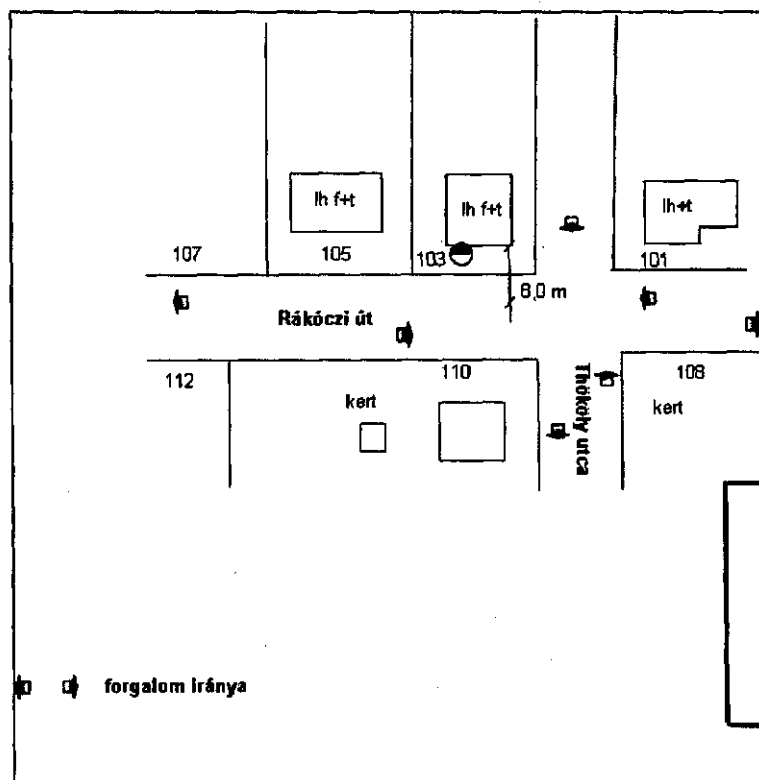 lh f+t
lh f+t
lh+t
107
105
103
101
8,0 m
Rákóczi út
112
110
108
kert
Thököly utca
kert
forgalom iránya